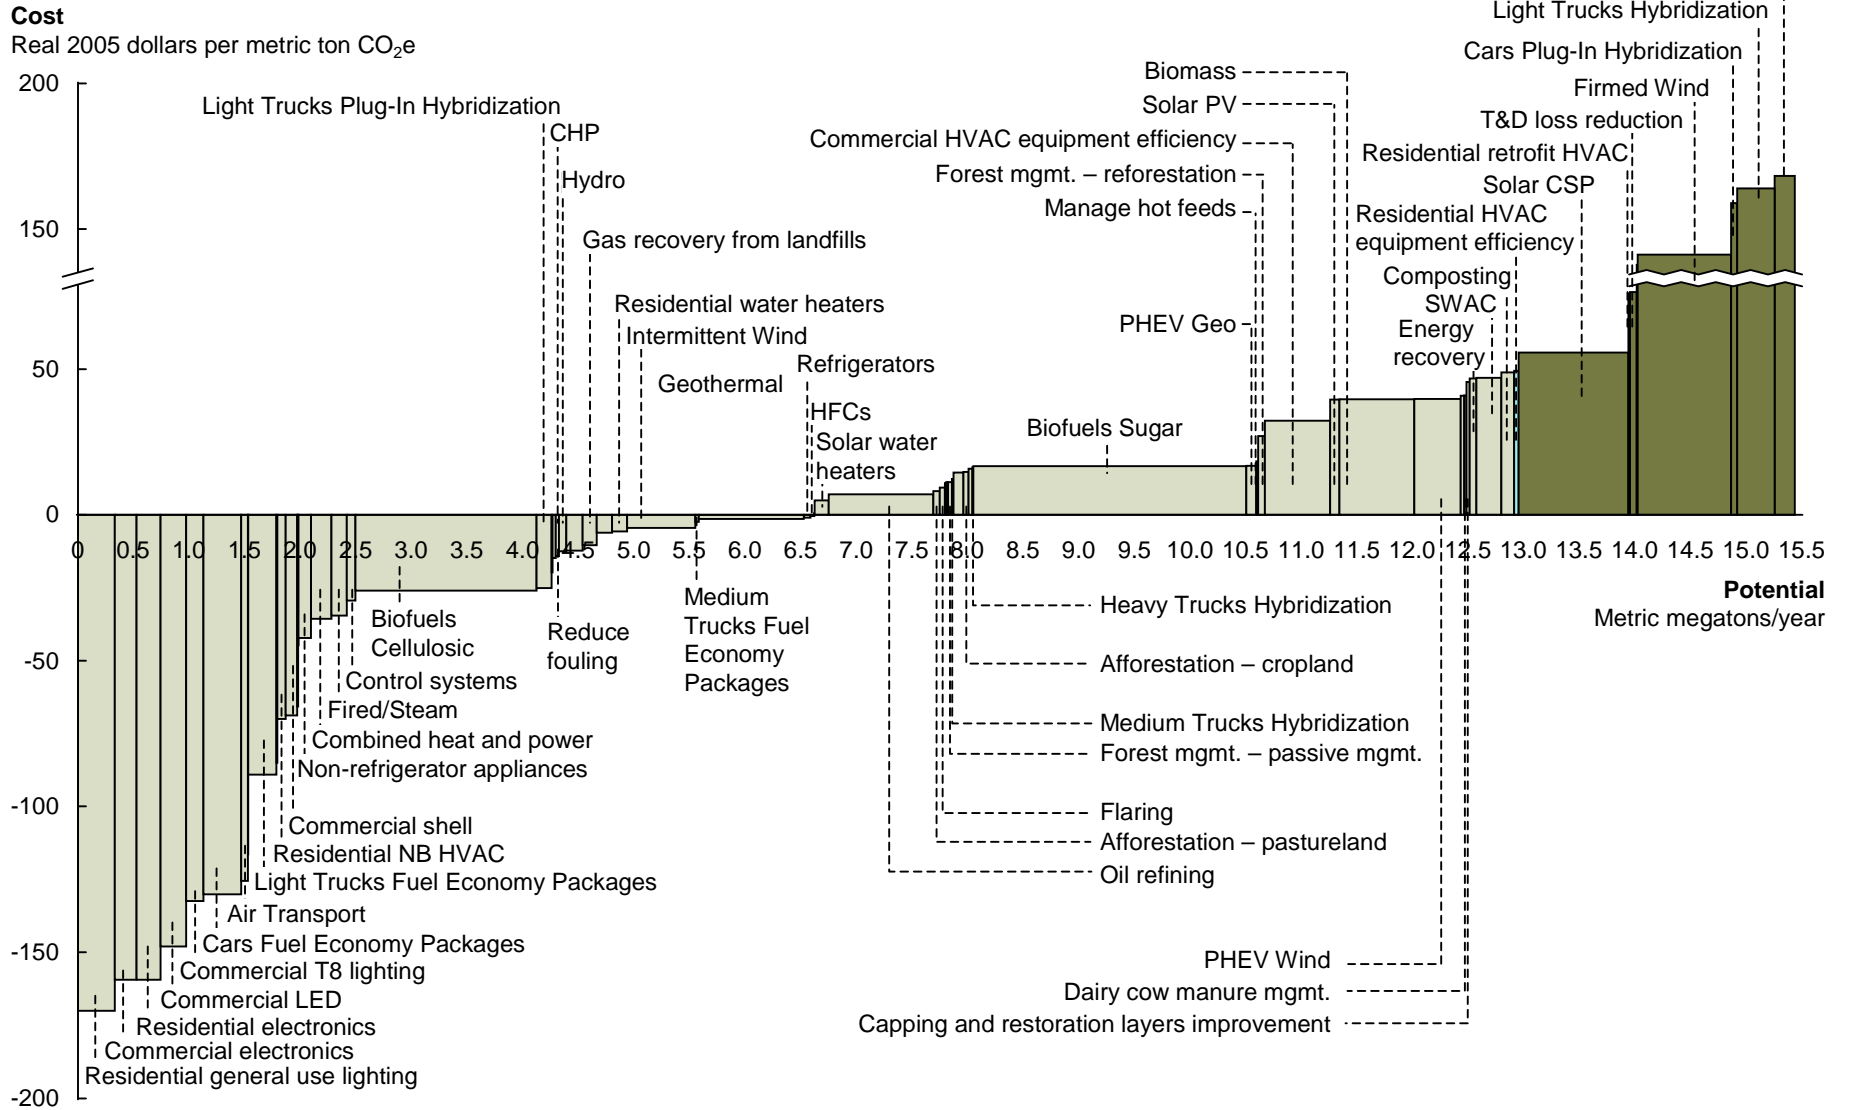 Cost
Real 2005 dollars per metric ton CO₂e
200
150
50
0
-50
-100
-150
-200
Light Trucks Plug-In Hybridization
CHP
Hydro
Gas recovery from landfills
Residential water heaters
Intermittent Wind
Geothermal
Refrigerators
HFCs
Solar water
heaters
Biofuels Sugar
Biomass
Solar PV
Commercial HVAC equipment efficiency
Forest mgmt. – reforestation
Manage hot feeds
PHEV Geo
Light Trucks Hybridization
Cars Plug-In Hybridization
Firmed Wind
T&D loss reduction
Residential retrofit HVAC
Solar CSP
Residential HVAC
equipment efficiency
Composting
SWAC
Energy
recovery
0 0.5 1.0 1.5 2.0 2.5 3.0 3.5 4.0 4.5 5.0 5.5 6.0 6.5 7.0 7.5 8.0 8.5 9.0 9.5 10.0 10.5 11.0 11.5 12.0 12.5 13.0 13.5 14.0 14.5 15.0 15.5
Potential
Metric megatons/year
Biofuels
Cellulosic
Control systems
Fired/Steam
Combined heat and power
Non-refrigerator appliances
Commercial shell
Residential NB HVAC
Light Trucks Fuel Economy Packages
Air Transport
Cars Fuel Economy Packages
Commercial T8 lighting
Commercial LED
Residential electronics
Commercial electronics
Residential general use lighting
Reduce
fouling
Medium
Trucks Fuel
Economy
Packages
Heavy Trucks Hybridization
Afforestation – cropland
Medium Trucks Hybridization
Forest mgmt. – passive mgmt.
Flaring
Afforestation – pastureland
Oil refining
PHEV Wind
Dairy cow manure mgmt.
Capping and restoration layers improvement